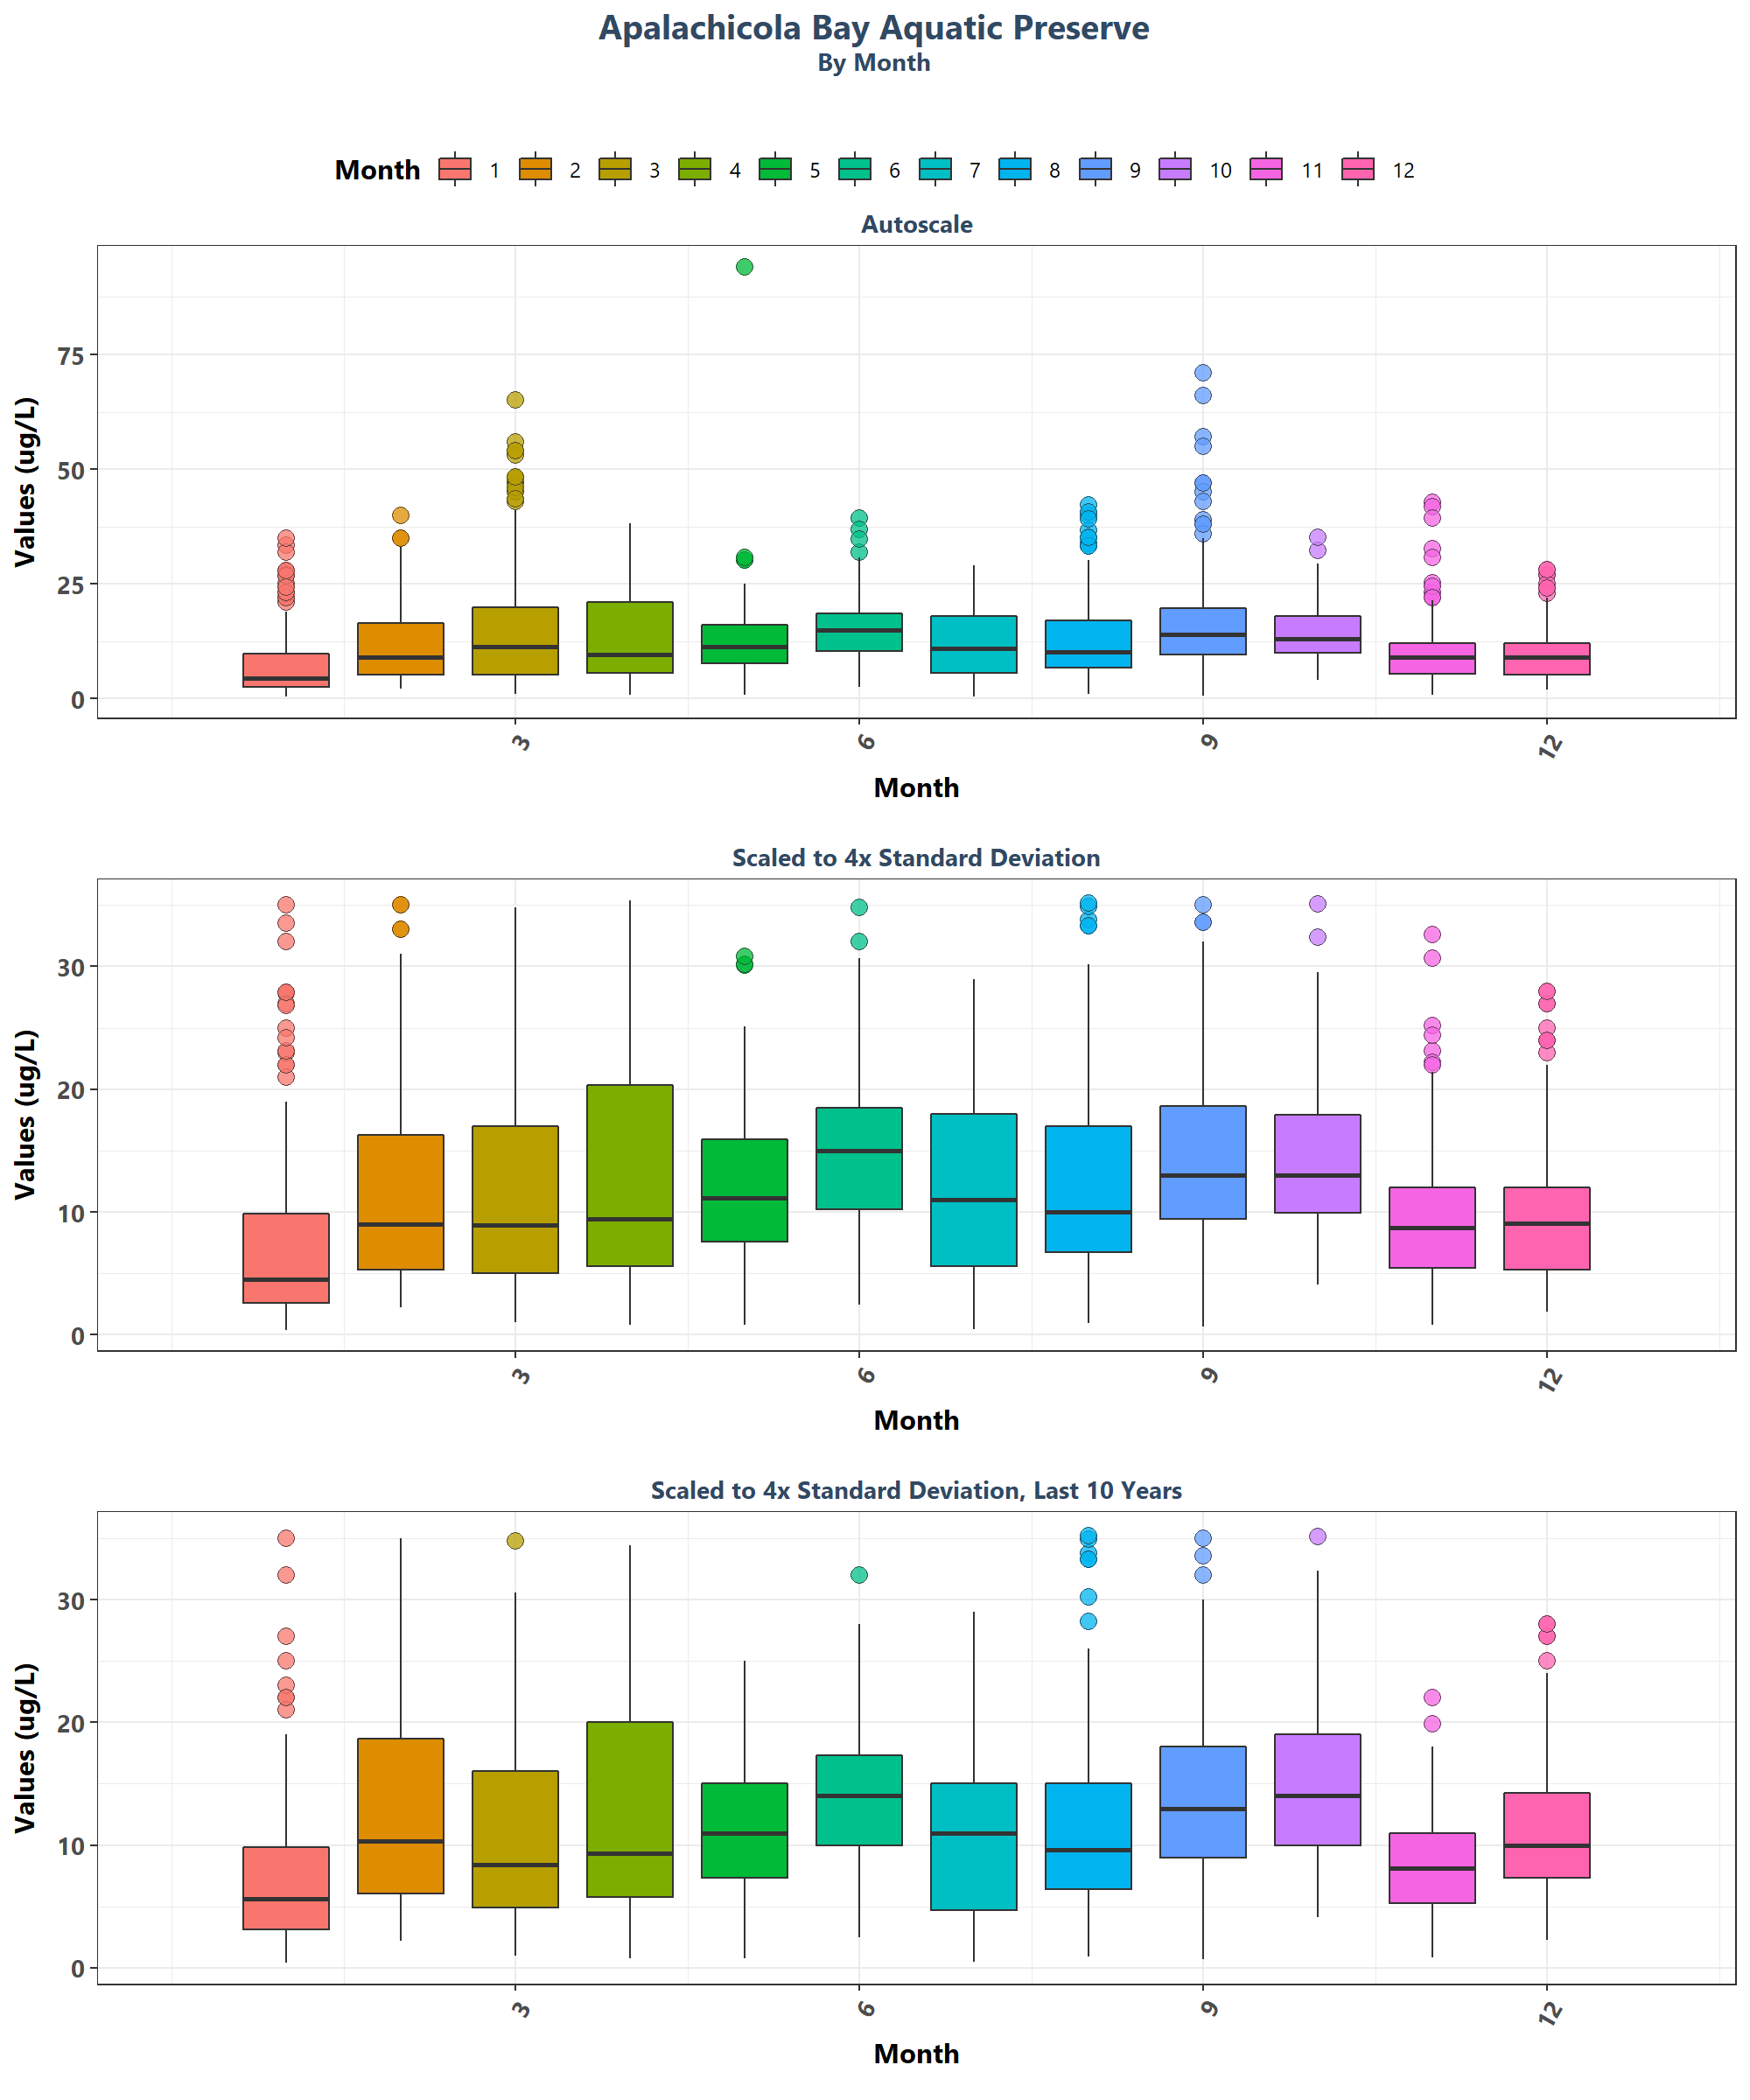 Apalachicola Bay Aquatic Preserve
By Month
Month 1 2 3 4 5 6 7 8 9 10 11 12
Autoscale
Values (ug/L)
75
50
25
0
3 6 9 12
Month
Scaled to 4x Standard Deviation
Values (ug/L)
30
20
10
0
3 6 9 12
Month
Scaled to 4x Standard Deviation, Last 10 Years
Values (ug/L)
30
20
10
0
3 6 9 12
Month